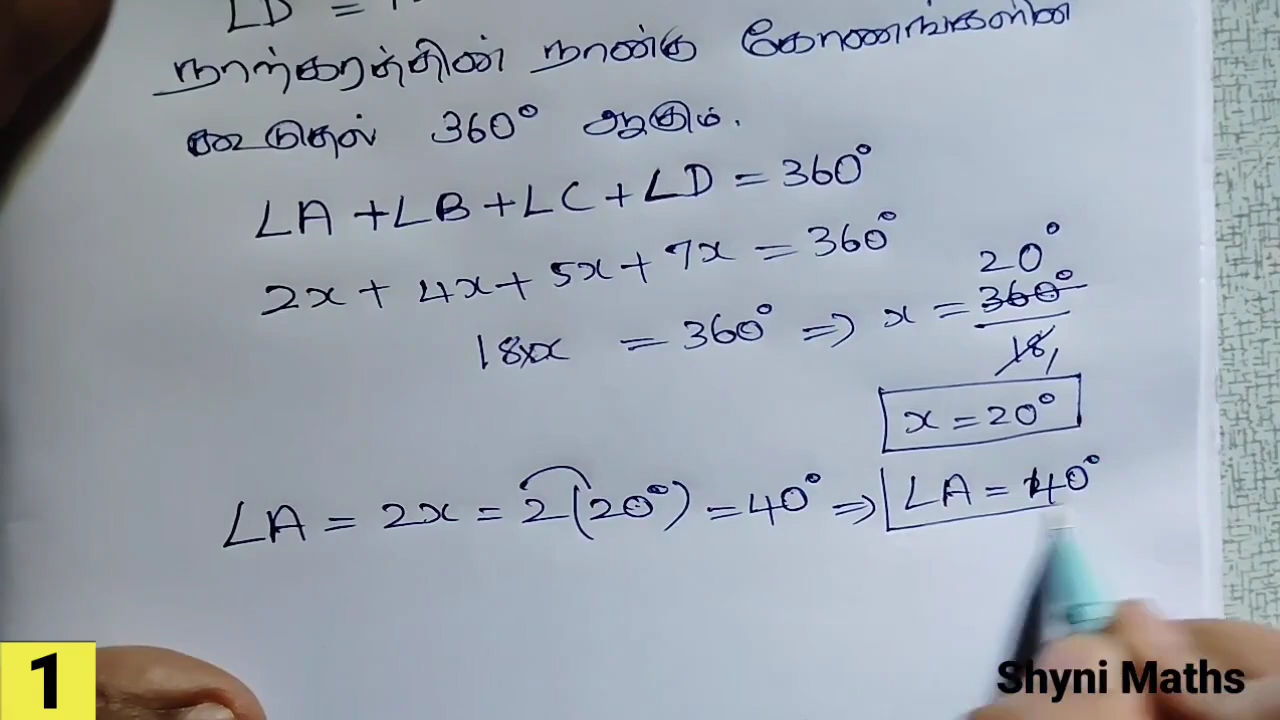 ∠D =
நாற்கரத்தின் நான்கு கோணங்களின்
கூடுதல் 360° ஆகும்.
∠A + ∠B + ∠C + ∠D = 360°
2x + 4x + 5x + 7x = 360°
20°
18x = 360° ⇒ x = 360°/18
1
x = 20°
∠A = 2x = 2(20°) = 40° ⇒ ∠A = 40°
1
Shyni Maths